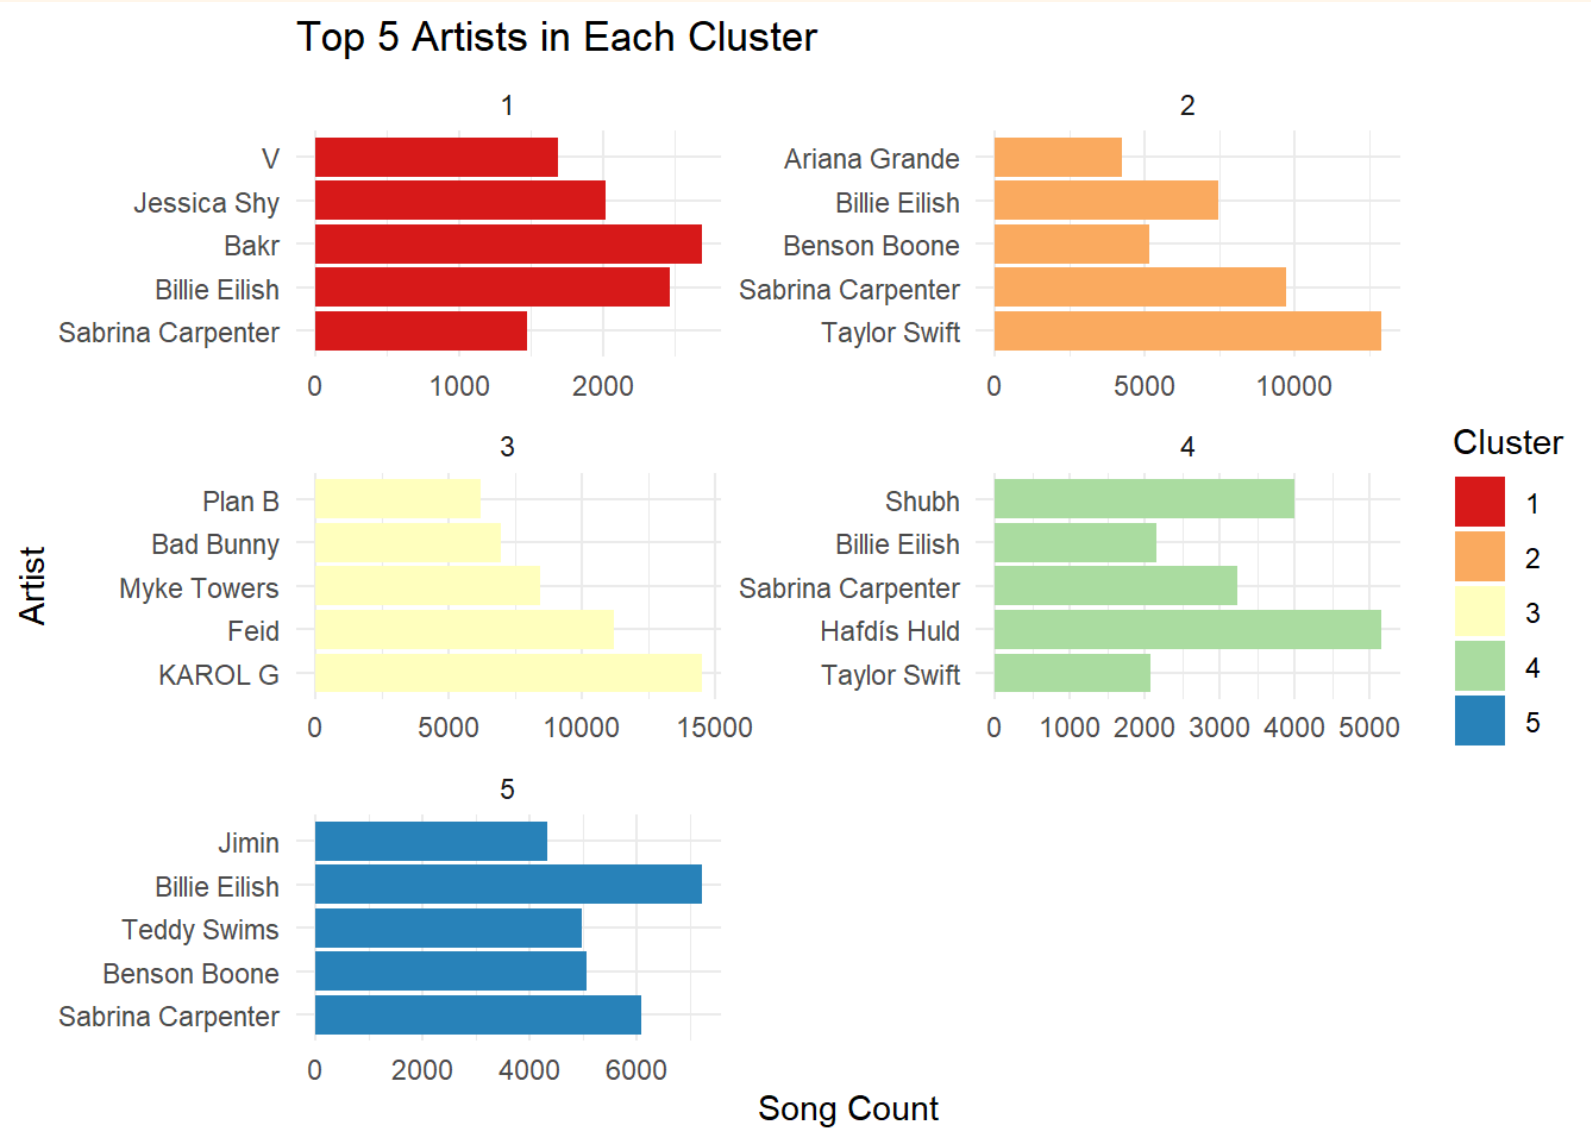 Top 5 Artists in Each Cluster
1
V
Jessica Shy
Bakr
Billie Eilish
Sabrina Carpenter
0 1000 2000
2
Ariana Grande
Billie Eilish
Benson Boone
Sabrina Carpenter
Taylor Swift
0 5000 10000
3
Plan B
Bad Bunny
Myke Towers
Feid
KAROL G
0 5000 10000 15000
4
Shubh
Billie Eilish
Sabrina Carpenter
Hafdís Huld
Taylor Swift
0 1000 2000 3000 4000 5000
5
Jimin
Billie Eilish
Teddy Swims
Benson Boone
Sabrina Carpenter
0 2000 4000 6000
Artist
Song Count
Cluster
1
2
3
4
5